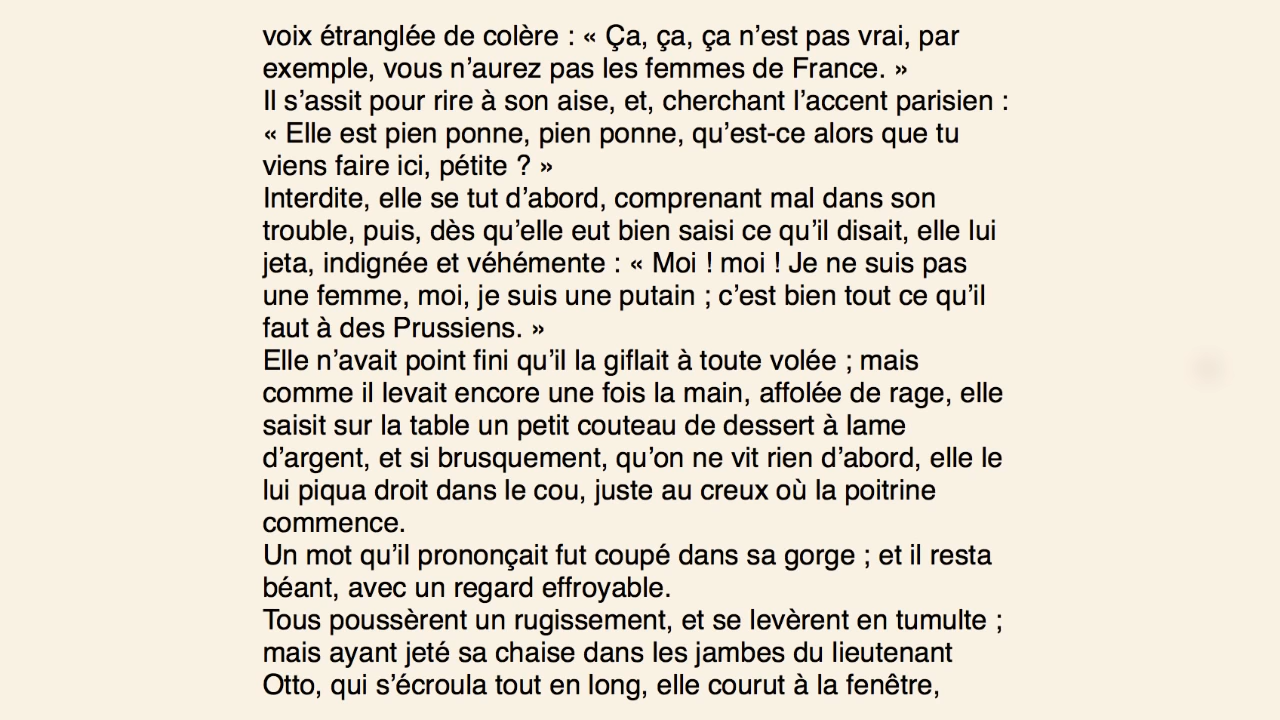 voix étranglée de colère : « Ça, ça, ça n’est pas vrai, par
exemple, vous n’aurez pas les femmes de France. »
Il s’assit pour rire à son aise, et, cherchant l’accent parisien :
« Elle est pien ponne, pien ponne, qu’est-ce alors que tu
viens faire ici, pétite ? »
Interdite, elle se tut d’abord, comprenant mal dans son
trouble, puis, dès qu’elle eut bien saisi ce qu’il disait, elle lui
jeta, indignée et véhémente : « Moi ! moi ! Je ne suis pas
une femme, moi, je suis une putain ; c’est bien tout ce qu’il
faut à des Prussiens. »
Elle n’avait point fini qu’il la giflait à toute volée ; mais
comme il levait encore une fois la main, affolée de rage, elle
saisit sur la table un petit couteau de dessert à lame
d’argent, et si brusquement, qu’on ne vit rien d’abord, elle le
lui piqua droit dans le cou, juste au creux où la poitrine
commence.
Un mot qu’il prononçait fut coupé dans sa gorge ; et il resta
béant, avec un regard effroyable.
Tous poussèrent un rugissement, et se levèrent en tumulte ;
mais ayant jeté sa chaise dans les jambes du lieutenant
Otto, qui s’écroula tout en long, elle courut à la fenêtre,